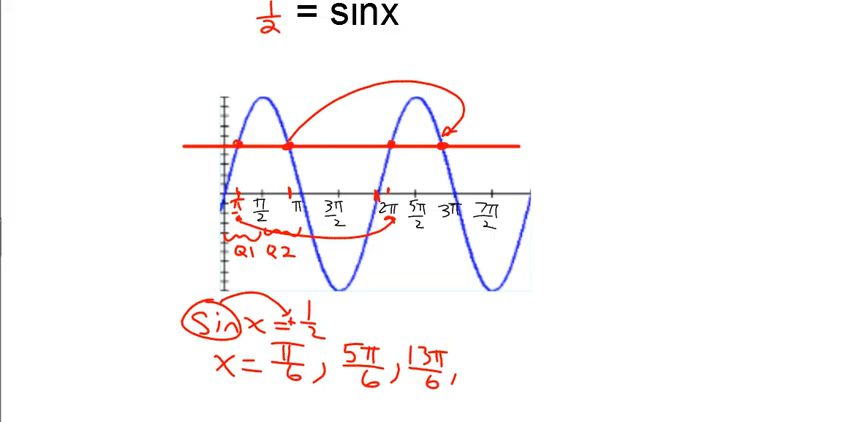 1/2 = sinx
π/ π/2 π 3π/2 2π 5π/2 3π 7π/2
Q1 Q2
Sin x = + 1/2
x = π/6, 5π/6, 13π/6,